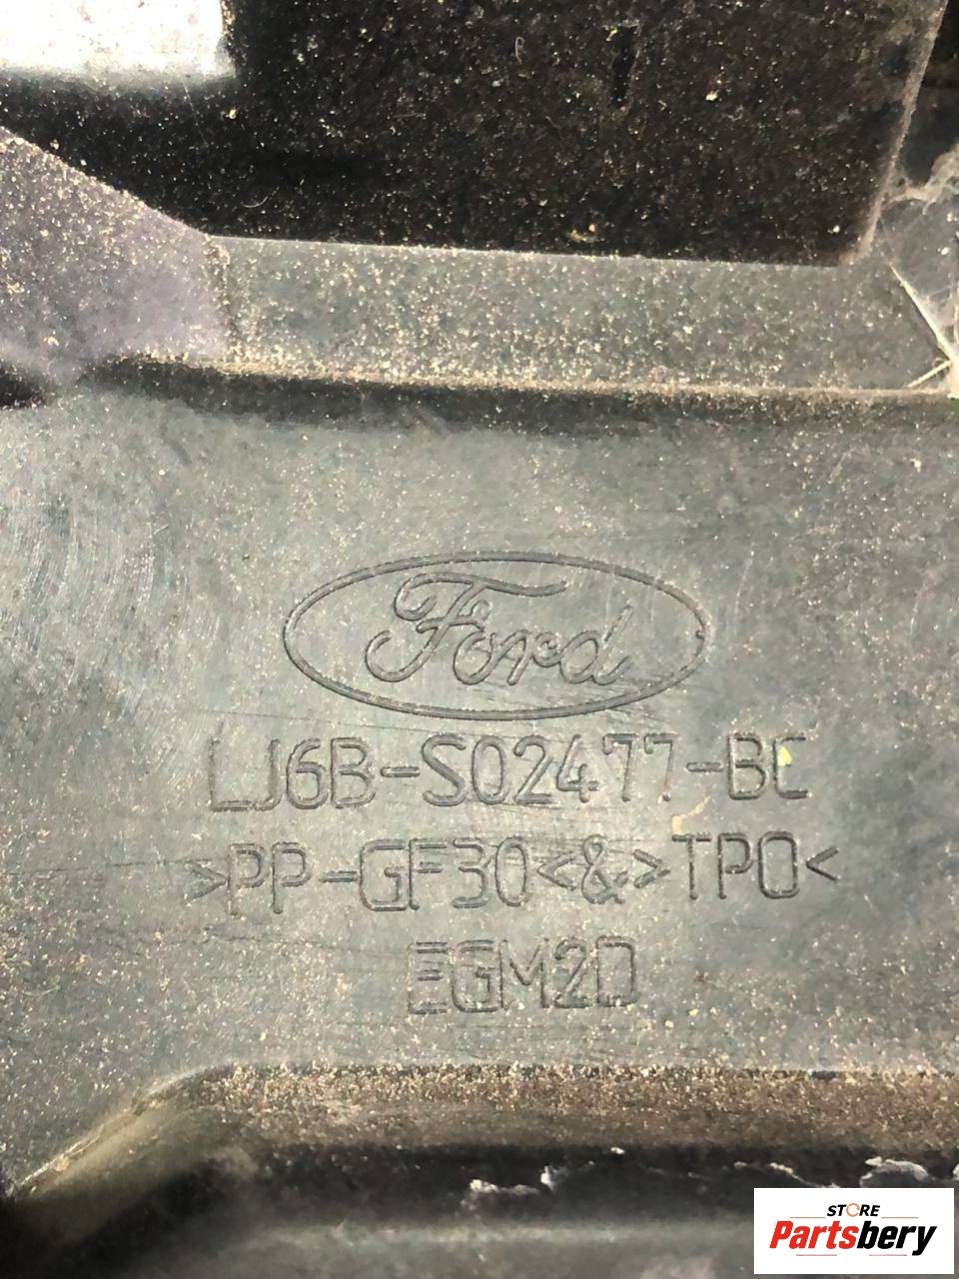 Ford
LJ6B-S02477-BC
>PP-GF30<&>TPO<
EGM2D
STORE
Partsbery